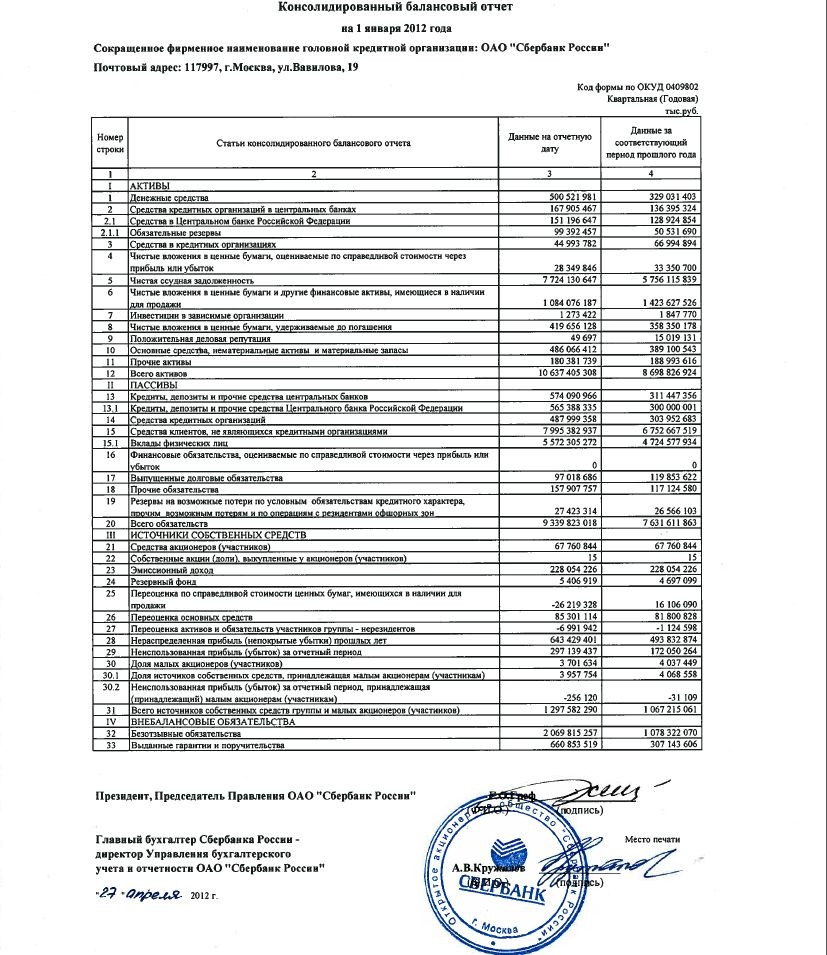 Консолидированный балансовый отчет
на 1 января 2012 года
Сокращенное фирменное наименование головной кредитной организации: ОАО "Сбербанк России"
Почтовый адрес: 117997, г.Москва, ул.Вавилова, 19
Код формы по ОКУД 0409802
Квартальная (Годовая)
тыс.руб.
Номер строки Статьи консолидированного балансового отчета Данные на отчетную дату Данные за соответствующий период прошлого года
1 2 3 4
I АКТИВЫ
1 Денежные средства 500 521 981 329 031 403
2 Средства кредитных организаций в центральных банках 167 905 467 136 395 324
2.1 Средства в Центральном банке Российской Федерации 151 196 647 128 924 854
2.1.1 Обязательные резервы 99 392 457 50 531 690
3 Средства в кредитных организациях 44 993 782 66 994 894
4 Чистые вложения в ценные бумаги, оцениваемые по справедливой стоимости через
прибыль или убыток 28 349 846 33 350 700
5 Чистая ссудная задолженность 7 724 130 647 5 756 115 839
6 Чистые вложения в ценные бумаги и другие финансовые активы, имеющиеся в наличии
для продажи 1 084 076 187 1 423 627 526
7 Инвестиции в зависимые организации 1 273 422 1 847 770
8 Чистые вложения в ценные бумаги, удерживаемые до погашения 419 656 128 358 350 178
9 Положительная деловая репутация 49 697 15 019 131
10 Основные средства, нематериальные активы и материальные запасы 486 066 412 389 100 543
11 Прочие активы 180 381 739 188 993 616
12 Всего активов 10 637 405 308 8 698 826 924
II ПАССИВЫ
13 Кредиты, депозиты и прочие средства центральных банков 574 090 966 311 447 356
13.1 Кредиты, депозиты и прочие средства Центрального банка Российской Федерации 565 388 335 300 000 001
14 Средства кредитных организаций 487 999 358 303 952 683
15 Средства клиентов, не являющихся кредитными организациями 7 995 382 937 6 752 667 519
15.1 Вклады физических лиц 5 572 305 272 4 724 577 934
16 Финансовые обязательства, оцениваемые по справедливой стоимости через прибыль или
убыток 0 0
17 Выпущенные долговые обязательства 97 018 686 119 853 622
18 Прочие обязательства 157 907 757 117 124 580
19 Резервы на возможные потери по условным обязательствам кредитного характера,
прочим возможным потерям и по операциям с резидентами офшорных зон 27 423 314 26 566 103
20 Всего обязательств 9 339 823 018 7 631 611 863
III ИСТОЧНИКИ СОБСТВЕННЫХ СРЕДСТВ
21 Средства акционеров (участников) 67 760 844 67 760 844
22 Собственные акции (доли), выкупленные у акционеров (участников) 15 15
23 Эмиссионный доход 228 054 226 228 054 226
24 Резервный фонд 5 406 919 4 697 099
25 Переоценка по справедливой стоимости ценных бумаг, имеющихся в наличии для
продажи -26 219 328 16 106 090
26 Переоценка основных средств 85 301 114 81 800 828
27 Переоценка активов и обязательств участников группы - нерезидентов -6 991 942 -1 124 598
28 Нераспределенная прибыль (непокрытые убытки) прошлых лет 643 429 401 493 832 874
29 Неиспользованная прибыль (убыток) за отчетный период 297 139 437 172 050 264
30 Доля малых акционеров (участников) 3 701 634 4 037 449
30.1 Доля источиков собственных средств, принадлежащая малым акционерам (участникам) 3 957 754 4 068 558
30.2 Неиспользованная прибыль (убыток) за отчетный период, принадлежащая
(принадлежащий) малым акционерам (участникам) -256 120 -31 109
31 Всего источников собственных средств группы и малых акционеров (участников) 1 297 582 290 1 067 215 061
IV ВНЕБАЛАНСОВЫЕ ОБЯЗАТЕЛЬСТВА
32 Безотзывные обязательства 2 069 815 257 1 078 322 070
33 Выданные гарантии и поручительства 660 853 519 307 143 606
Президент, Председатель Правления ОАО "Сбербанк России" Г.О.Греф
(Ф.И.О.) (подпись)
Главный бухгалтер Сбербанка России - Место печати
директор Управления бухгалтерского
учета и отчетности ОАО "Сбербанк России" А.В.Кружалов
(Ф.И.О.) (подпись)
"27" апреля 2012 г.
Открытое акционерное общество "Сбербанк России"
СБЕРБАНК
г. Москва